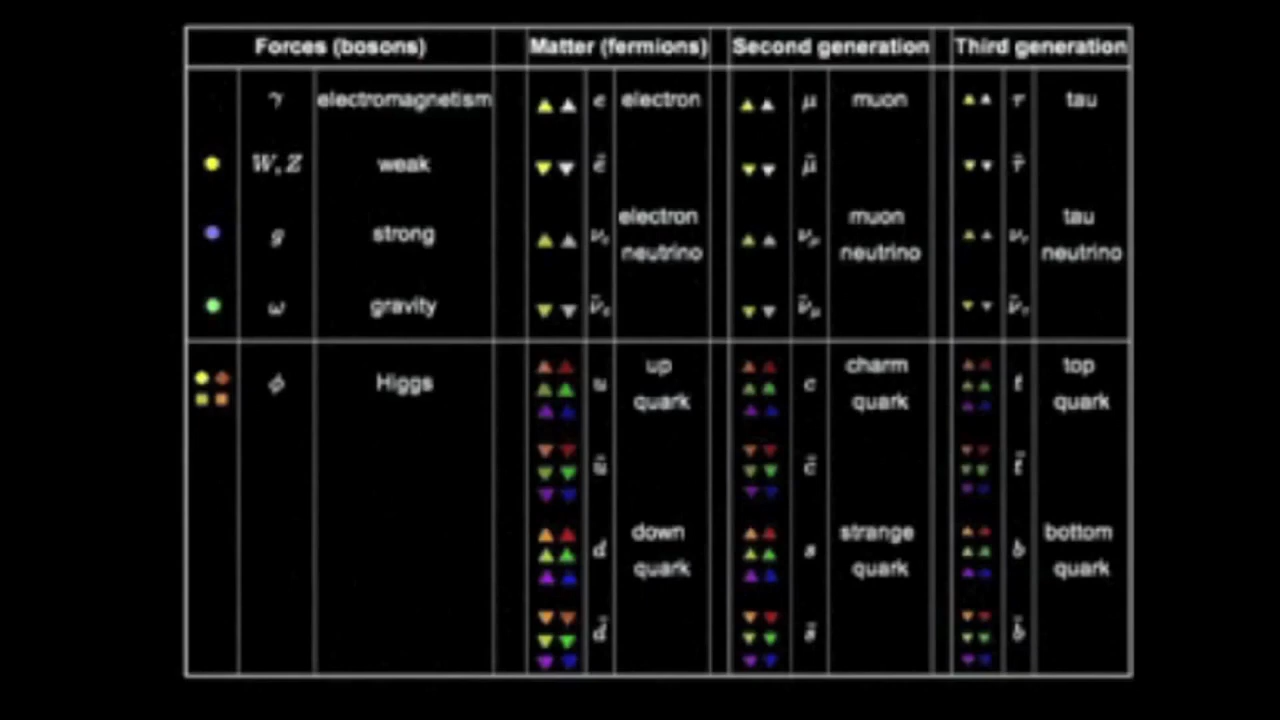 Forces (bosons) Matter (fermions) Second generation Third generation
γ electromagnetism e electron μ muon τ tau
W, Z weak ē μ̄ τ̄
electron muon tau
g strong νₑ neutrino ν_μ neutrino ν_τ neutrino
ω gravity ν̄ₑ ν̄_μ ν̄_τ
up charm top
ϕ Higgs u quark c quark t quark
ū c̄ t̄
down strange bottom
d quark s quark b quark
d̄ s̄ b̄